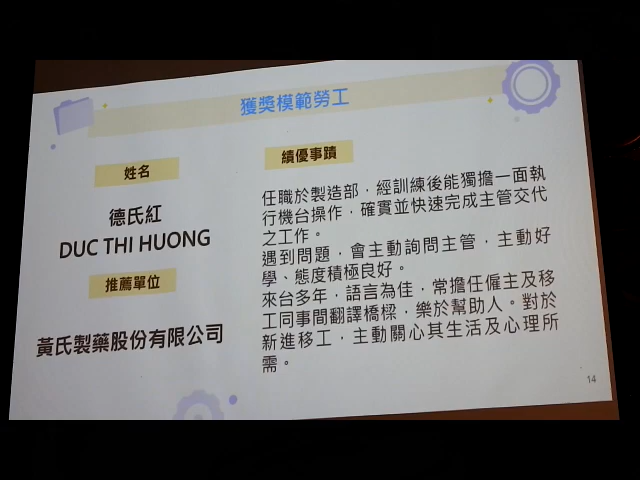 獲獎模範勞工
姓名
德氏紅
DUC THI HUONG
推薦單位
黃氏製藥股份有限公司
績優事蹟
任職於製造部，經訓練後能獨擔一面執
行機台操作，確實並快速完成主管交代
之工作。
遇到問題，會主動詢問主管，主動好
學、態度積極良好。
來台多年，語言為佳，常擔任僱主及移
工同事間翻譯橋樑，樂於幫助人。對於
新進移工，主動關心其生活及心理所
需。
14